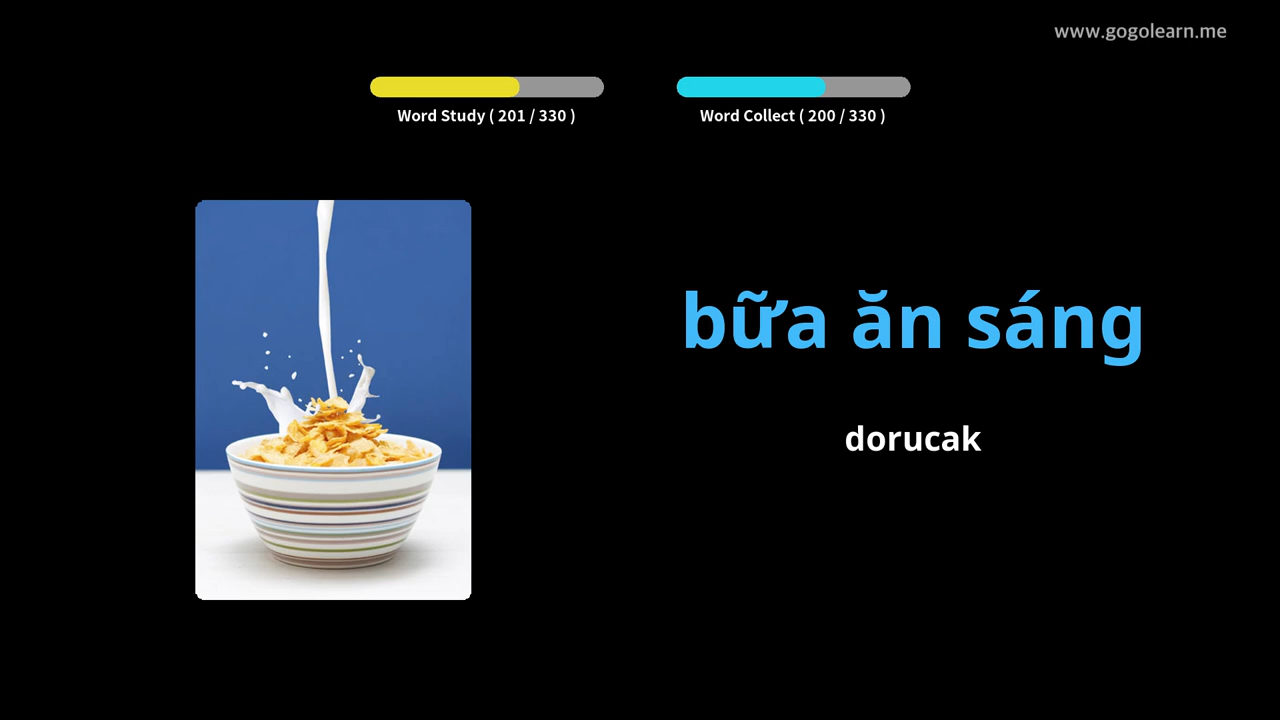 www.gogolearn.me
Word Study ( 201 / 330 )
Word Collect ( 200 / 330 )
bữa ăn sáng
dorucak